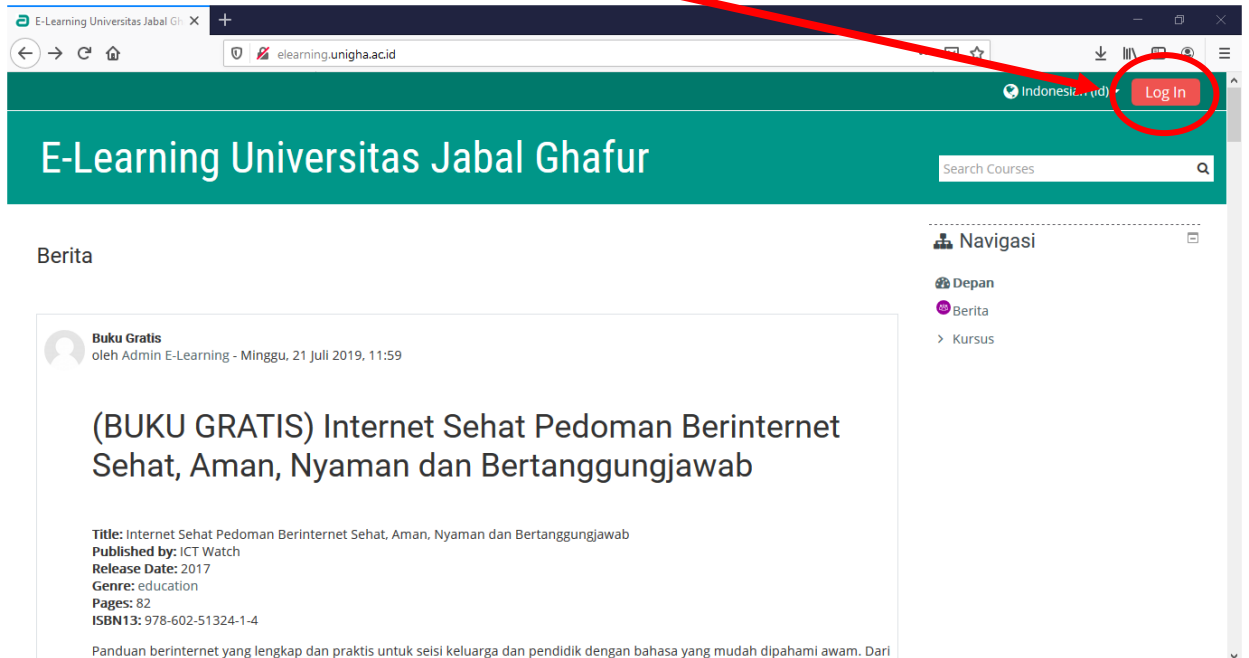 E-Learning Universitas Jabal Gh
elearning.unigha.ac.id
Indonesian (id)
Log In
E-Learning Universitas Jabal Ghafur
Search Courses
Berita
Navigasi
Depan
Berita
Kursus
Buku Gratis
oleh Admin E-Learning - Minggu, 21 Juli 2019, 11:59
(BUKU GRATIS) Internet Sehat Pedoman Berinternet
Sehat, Aman, Nyaman dan Bertanggungjawab
Title: Internet Sehat Pedoman Berinternet Sehat, Aman, Nyaman dan Bertanggungjawab
Published by: ICT Watch
Release Date: 2017
Genre: education
Pages: 82
ISBN13: 978-602-51324-1-4
Panduan berinternet yang lengkap dan praktis untuk seisi keluarga dan pendidik dengan bahasa yang mudah dipahami awam. Dari